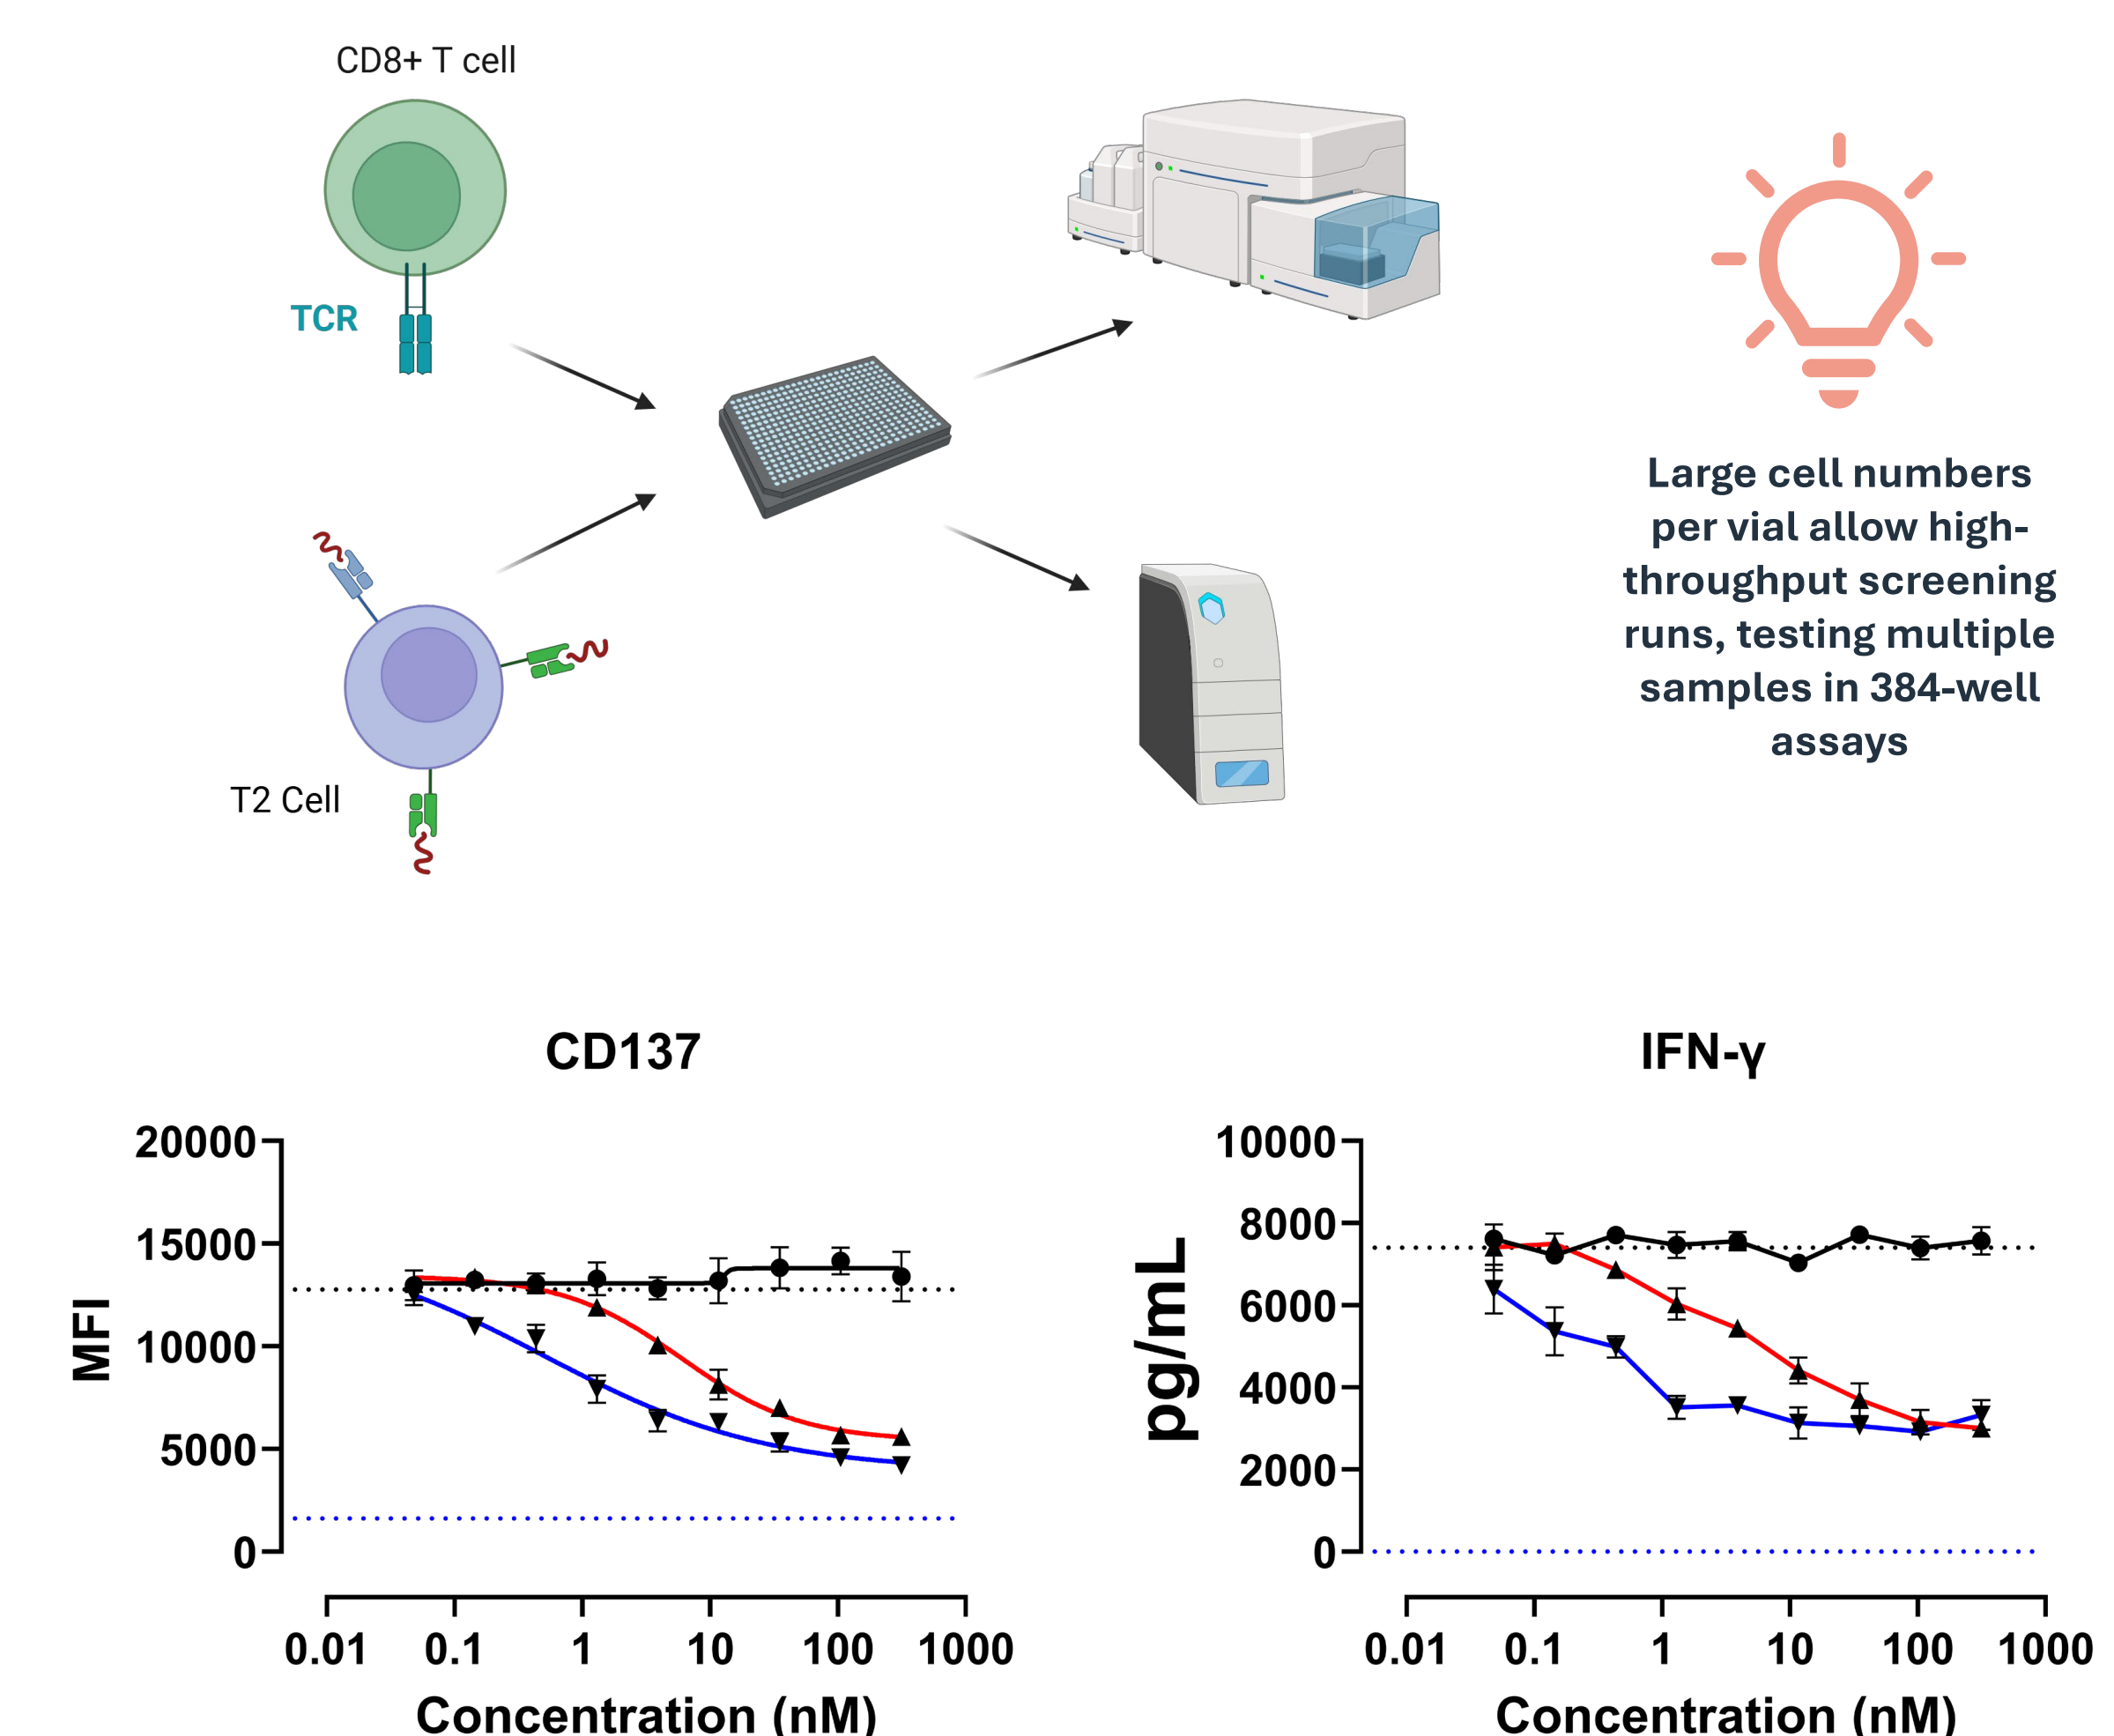 CD8+ T cell
TCR
T2 Cell
Large cell numbers
per vial allow high-
throughput screening
runs, testing multiple
samples in 384-well
assays
CD137
20000
15000
10000
5000
0
MFI
0.01 0.1 1 10 100 1000
Concentration (nM)
IFN-γ
10000
8000
6000
4000
2000
0
pg/mL
0.01 0.1 1 10 100 1000
Concentration (nM)